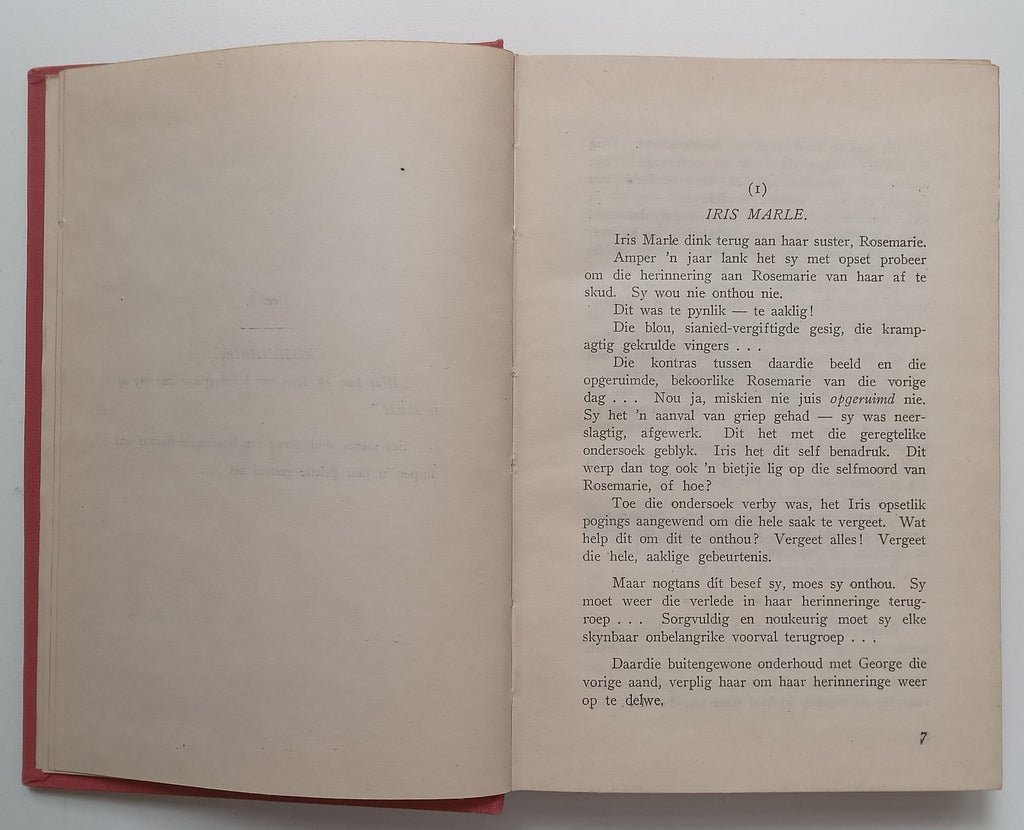 (1)
IRIS MARLE.
Iris Marle dink terug aan haar suster, Rosemarie.
Amper 'n jaar lank het sy met opset probeer
om die herinnering aan Rosemarie van haar af te
skud. Sy wou nie onthou nie.
Dit was te pynlik — te aaklig!
Die blou, sianied-vergiftigde gesig, die kramp-
agtig gekrulde vingers . . .
Die kontras tussen daardie beeld en die
opgeruimde, bekoorlike Rosemarie van die vorige
dag . . . Nou ja, miskien nie juis opgeruimd nie.
Sy het 'n aanval van griep gehad — sy was neer-
slagtig, afgewerk. Dit het met die geregtelike
ondersoek geblyk. Iris het dit self benadruk. Dit
werp dan tog ook 'n bietjie lig op die selfmoord van
Rosemarie, of hoe?
Toe die ondersoek verby was, het Iris opsetlik
pogings aangewend om die hele saak te vergeet. Wat
help dit om dit te onthou? Vergeet alles! Vergeet
die hele, aaklige gebeurtenis.
Maar nogtans dit besef sy, moes sy onthou. Sy
moet weer die verlede in haar herinneringe terug-
roep . . . Sorgvuldig en noukeurig moet sy elke
skynbaar onbelangrike voorval terugroep . . .
Daardie buitengewone onderhoud met George die
vorige aand, verplig haar om haar herinneringe weer
op te delwe,
7